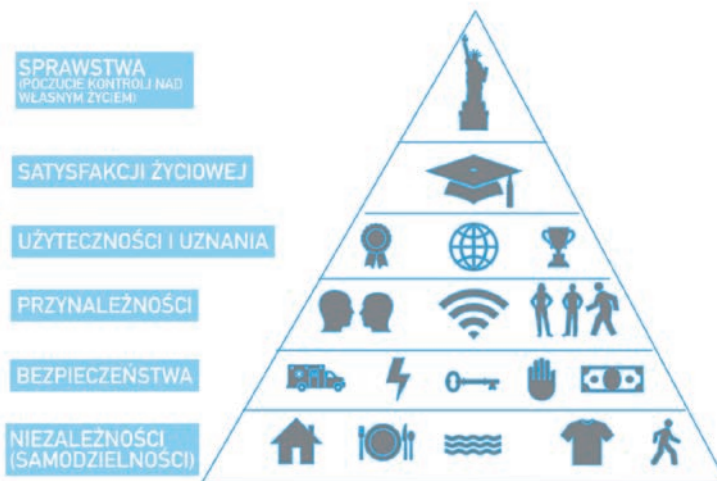 SPRAWSTWA
(POCZUCIE KONTROLI NAD
WŁASNYM ŻYCIEM)
SATYSFAKCJI ŻYCIOWEJ
UŻYTECZNOŚCI I UZNANIA
PRZYNALEŻNOŚCI
BEZPIECZEŃSTWA
NIEZALEŻNOŚCI
(SAMODZIELNOŚCI)